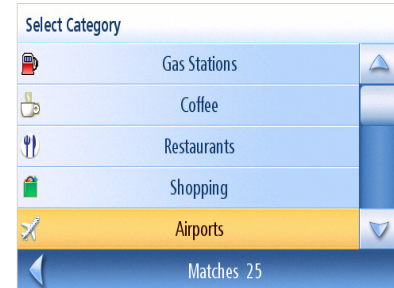 Select Category
Gas Stations
Coffee
Restaurants
Shopping
Airports
Matches 25